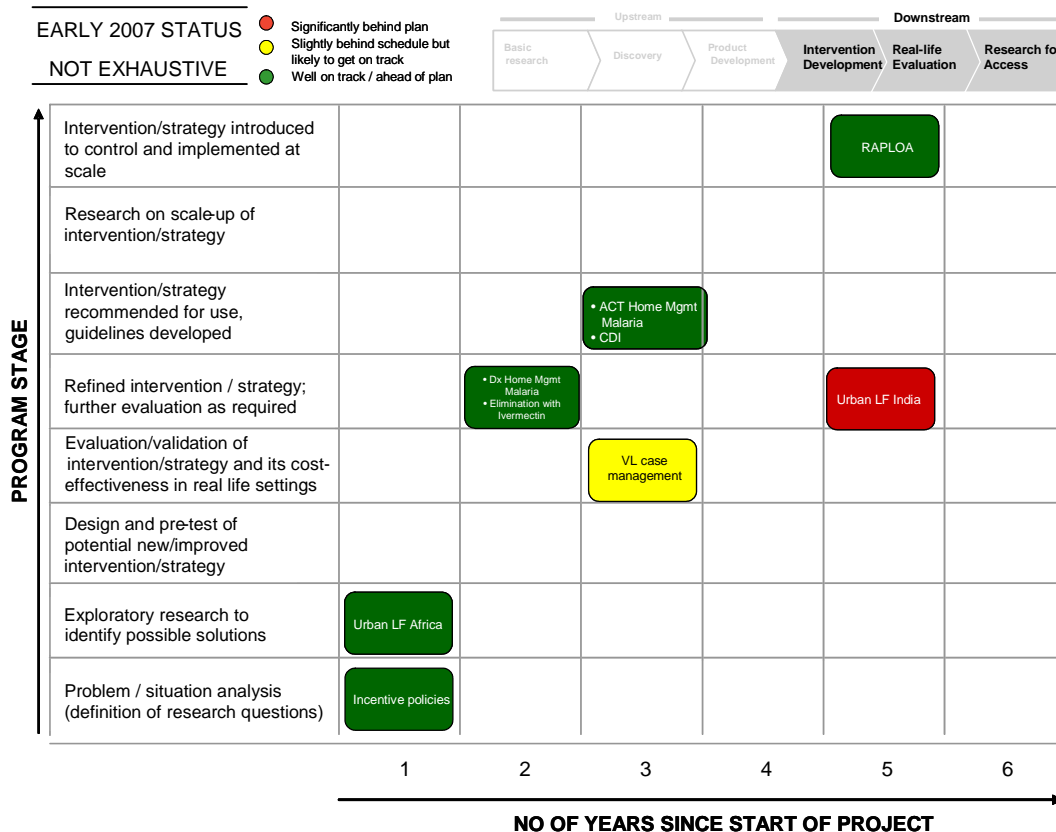 EARLY 2007 STATUS
NOT EXHAUSTIVE
Significantly behind plan
Slightly behind schedule but
likely to get on track
Well on track / ahead of plan
Upstream
Downstream
Basic
research
Discovery
Product
Development
Intervention
Development
Real-life
Evaluation
Research fo
Access
PROGRAM STAGE
Intervention/strategy introduced
to control and implemented at
scale
RAPLOA
Research on scale-up of
intervention/strategy
Intervention/strategy
recommended for use,
guidelines developed
• ACT Home Mgmt
Malaria
• CDI
Refined intervention / strategy;
further evaluation as required
• Dx Home Mgmt
Malaria
• Elimination with
Ivermectin
Urban LF India
Evaluation/validation of
intervention/strategy and its cost-
effectiveness in real life settings
VL case
management
Design and pre-test of
potential new/improved
intervention/strategy
Exploratory research to
identify possible solutions
Urban LF Africa
Problem / situation analysis
(definition of research questions)
Incentive policies
1 2 3 4 5 6
NO OF YEARS SINCE START OF PROJECT